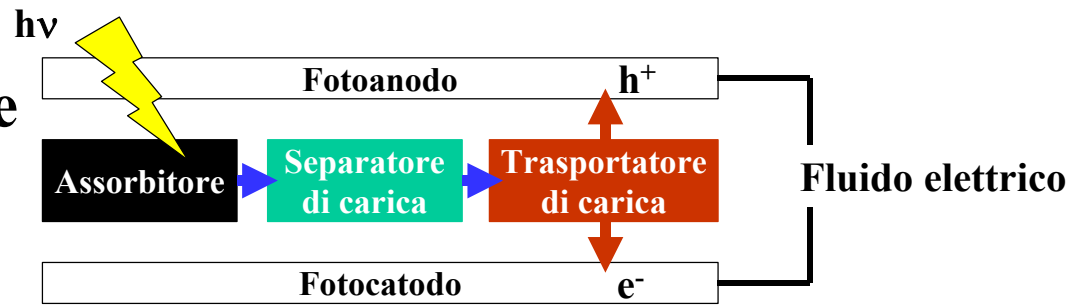 hν
Fotoanodo h⁺
e
Assorbitore
Separatore
di carica
Trasportatore
di carica
Fluido elettrico
Fotocatodo e⁻